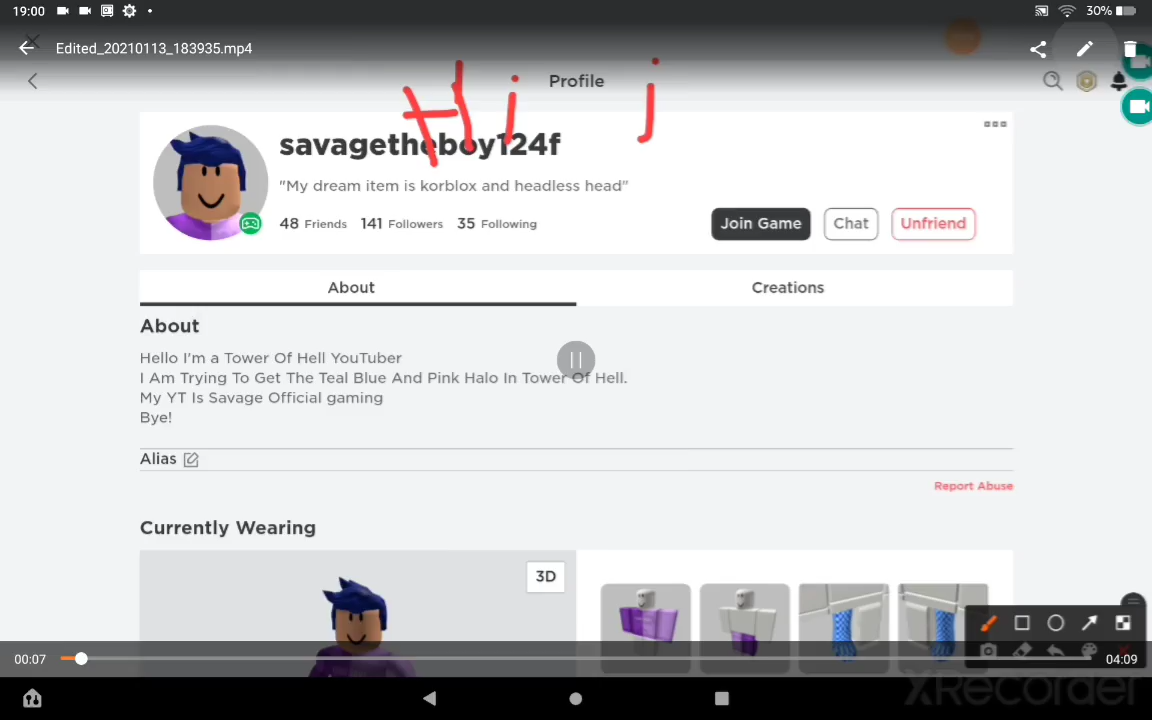 19:00
30%
Edited_20210113_183935.mp4
Hi j
Profile
savagetheboy124f
"My dream item is korblox and headless head"
48 Friends 141 Followers 35 Following
Join Game
Chat
Unfriend
About
Creations
About
Hello I'm a Tower Of Hell YouTuber
I Am Trying To Get The Teal Blue And Pink Halo In Tower Of Hell.
My YT Is Savage Official gaming
Bye!
Alias
Report Abuse
Currently Wearing
3D
00:07
04:09
XRecorder